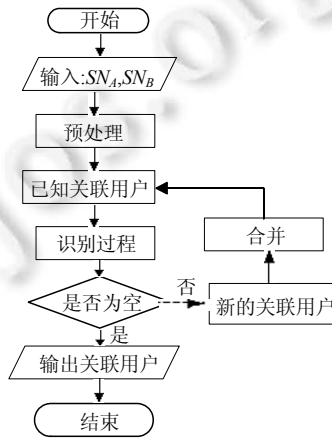 开始
输入:SN_A,SN_B
预处理
已知关联用户
识别过程
合并
是否为空
否
新的关联用户
是
输出关联用户
结束